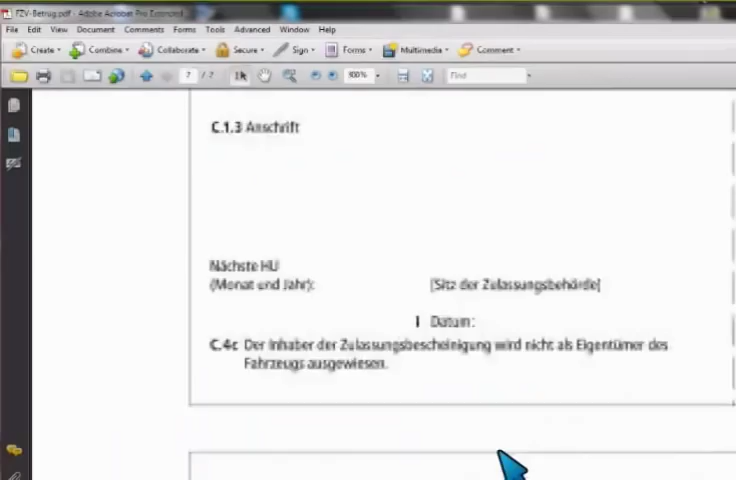 FZV-Betrug.pdf - Adobe Acrobat Pro Extended
File Edit View Document Comments Forms Tools Advanced Window Help
Create Combine Collaborate Secure Sign Forms Multimedia Comment
7 / 7 100% Find
C.1.3 Anschrift
Nächste HU
(Monat und Jahr): [Sitz der Zulassungsbehörde]
I Datum:
C.4c Der Inhaber der Zulassungsbescheinigung wird nicht als Eigentümer des
Fahrzeugs ausgewiesen.